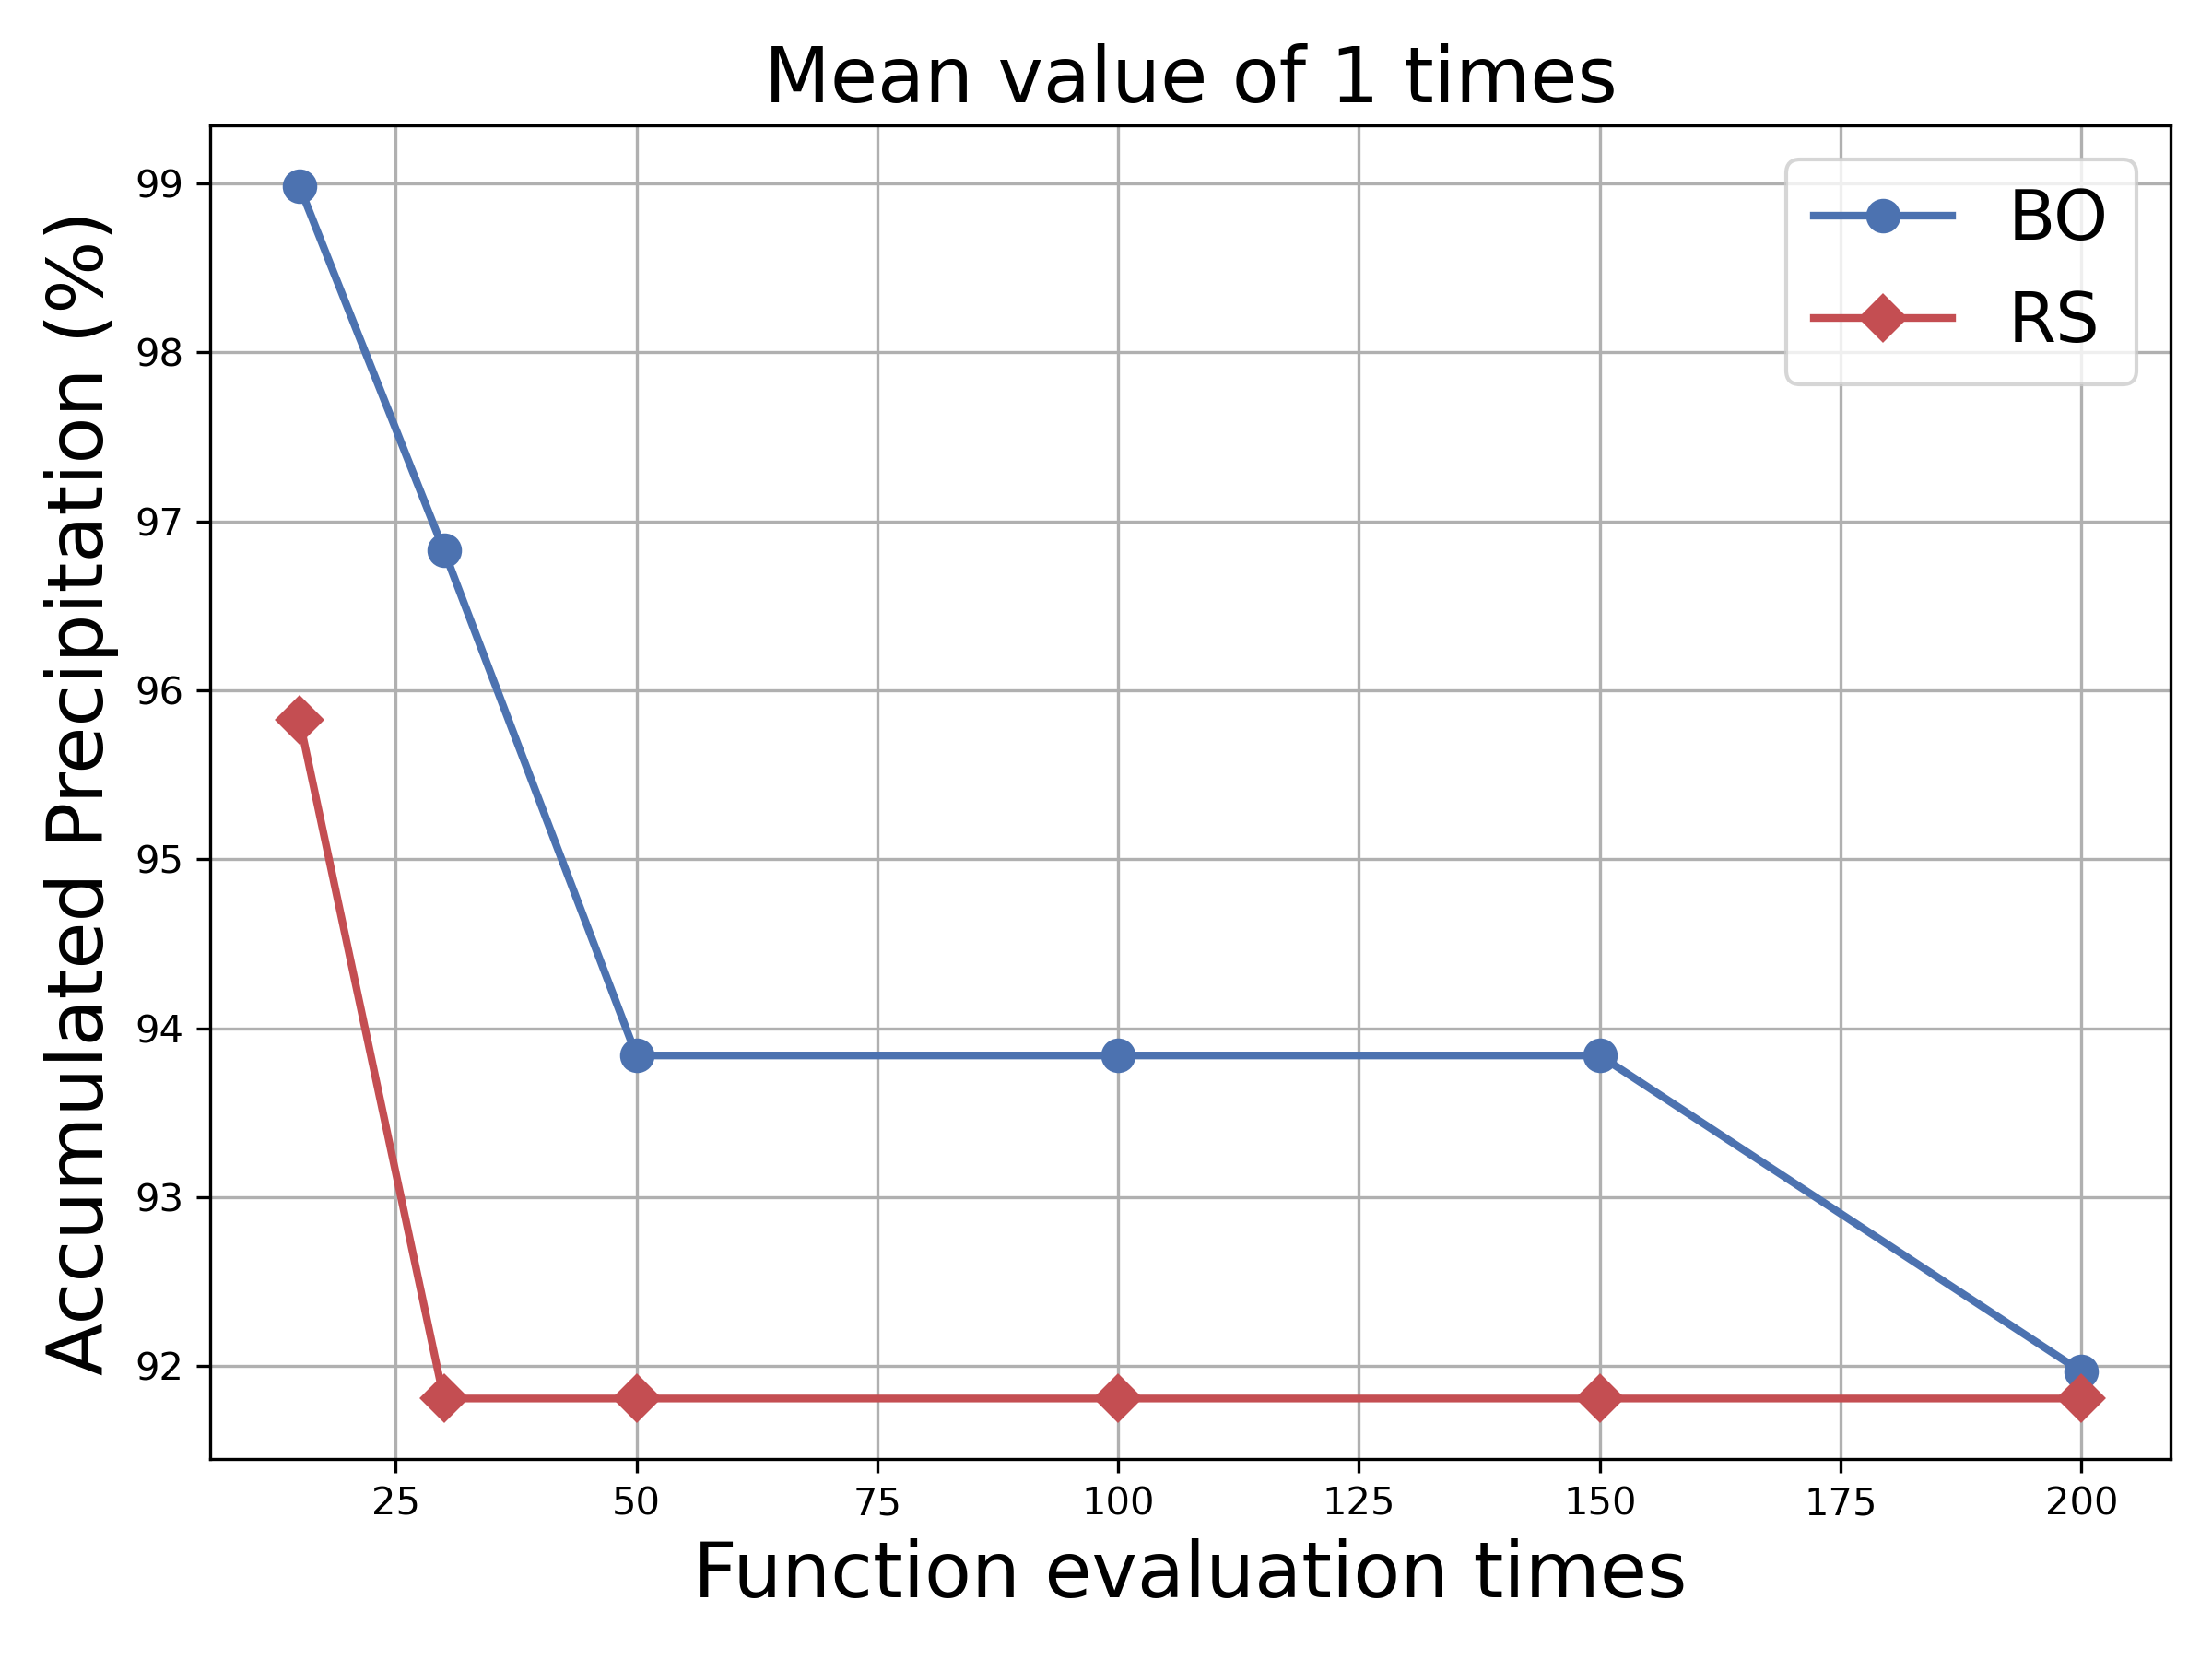 Mean value of 1 times
Accumulated Precipitation (%)
99
98
97
96
95
94
93
92
BO
RS
25 50 75 100 125 150 175 200
Function evaluation times